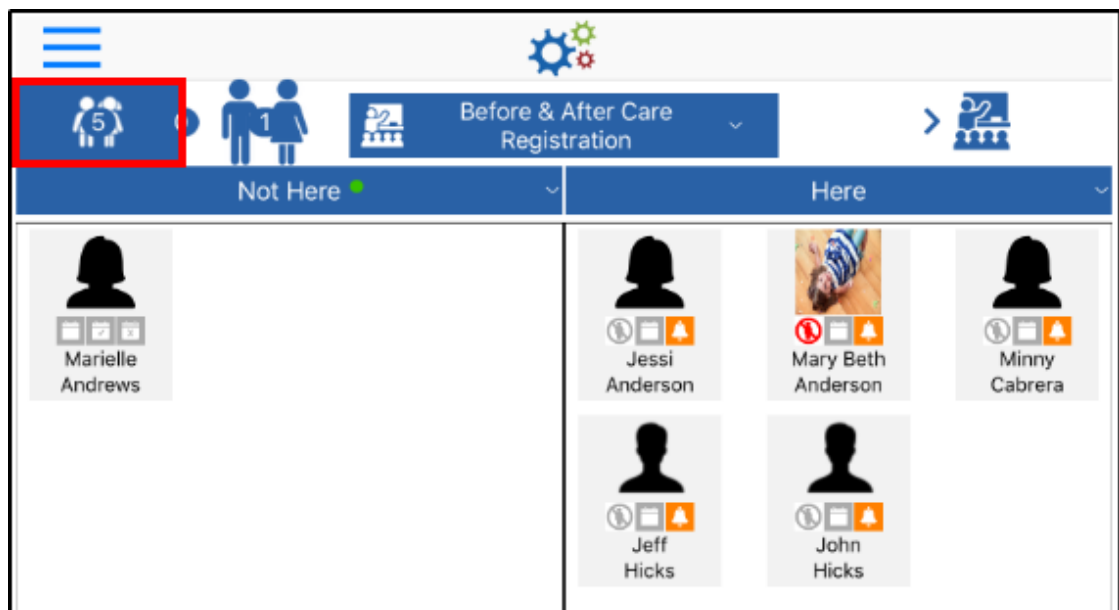 5
1
Before & After Care
Registration
Not Here
Here
Marielle
Andrews
Jessi
Anderson
Mary Beth
Anderson
Minny
Cabrera
Jeff
Hicks
John
Hicks